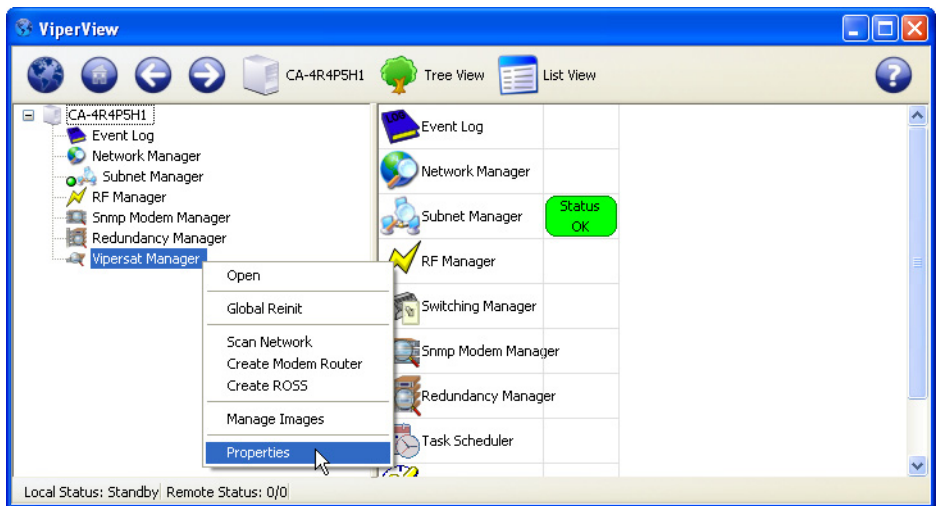 ViperView
CA-4R4P5H1
Tree View
List View
?
CA-4R4P5H1
Event Log
Network Manager
Subnet Manager
RF Manager
Snmp Modem Manager
Redundancy Manager
Vipersat Manager
Open
Global Reinit
Scan Network
Create Modem Router
Create ROSS
Manage Images
Properties
LOG
Event Log
Network Manager
Subnet Manager
Status
OK
RF Manager
Switching Manager
Snmp Modem Manager
Redundancy Manager
Task Scheduler
Local Status: Standby
Remote Status: 0/0